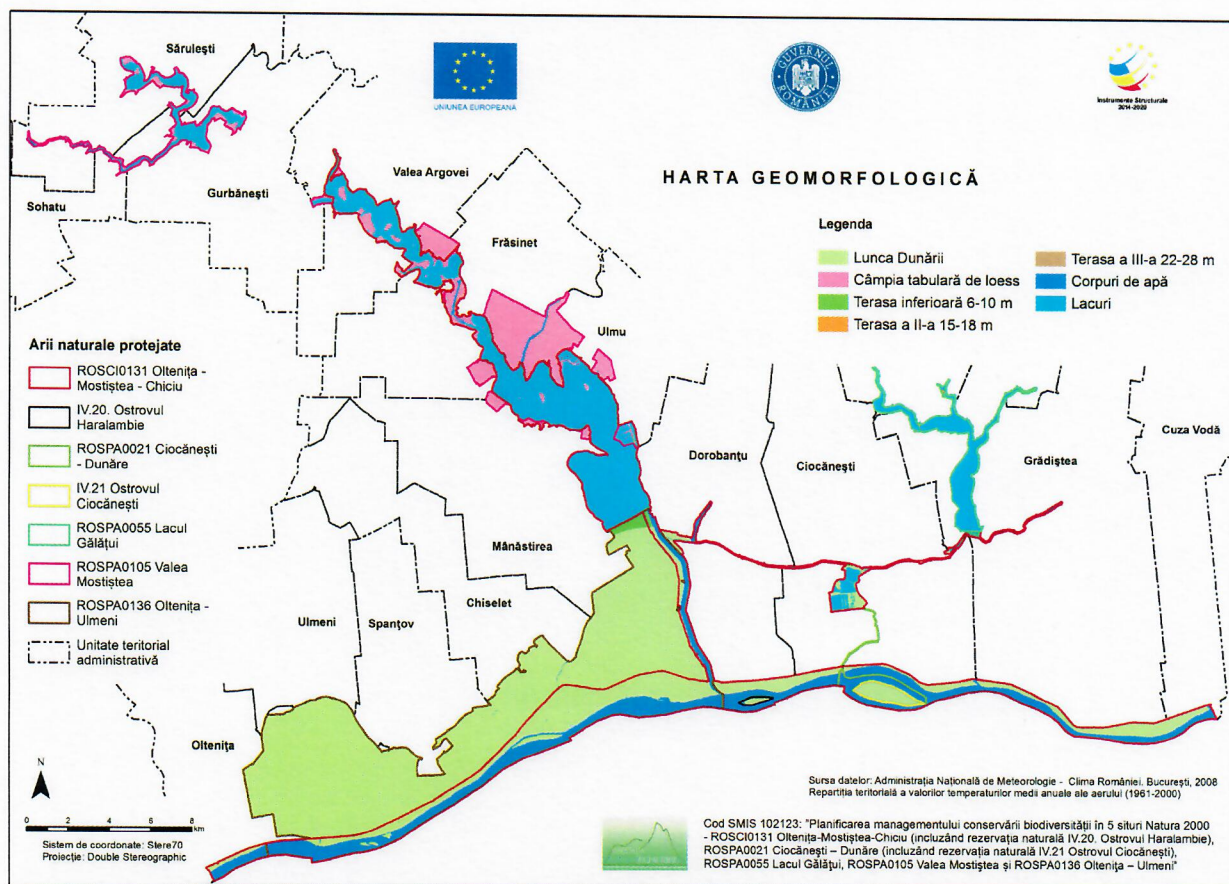 Sărulești
UNIUNEA EUROPEANĂ
GUVERNUL ROMÂNIEI
Instrumente Structurale
2014-2020
Valea Argovei
HARTA GEOMORFOLOGICĂ
Sohatu
Gurbănești
Frăsinet
Legenda
Lunca Dunării
Câmpia tabulară de loess
Terasa inferioară 6-10 m
Terasa a II-a 15-18 m
Terasa a III-a 22-28 m
Corpuri de apă
Lacuri
Ulmu
Arii naturale protejate
ROSCI0131 Oltenița -
Mostiștea - Chiciu
IV.20. Ostrovul
Haralambie
ROSPA0021 Ciocănești
- Dunăre
IV.21 Ostrovul
Ciocănești
ROSPA0055 Lacul
Gălățui
ROSPA0105 Valea
Mostiștea
ROSPA0136 Oltenița -
Ulmeni
Unitate teritorial
administrativă
Dorobanțu
Ciocănești
Grădiștea
Cuza Vodă
Mânăstirea
Chiselet
Ulmeni
Spanțov
Oltenița
N
0 2 4 6 8
km
Sistem de coordonate: Stere70
Proiecție: Double Stereographic
Sursa datelor: Administrația Națională de Meteorologie - Clima României. București, 2008
Repartiția teritorială a valorilor temperaturilor medii anuale ale aerului (1961-2000)
Cod SMIS 102123: "Planificarea managementului conservării biodiversității în 5 situri Natura 2000
- ROSCI0131 Oltenița-Mostiștea-Chiciu (incluzând rezervația naturală IV.20. Ostrovul Haralambie),
ROSPA0021 Ciocănești – Dunăre (incluzând rezervația naturală IV.21 Ostrovul Ciocănești),
ROSPA0055 Lacul Gălățui, ROSPA0105 Valea Mostiștea și ROSPA0136 Oltenița – Ulmeni"